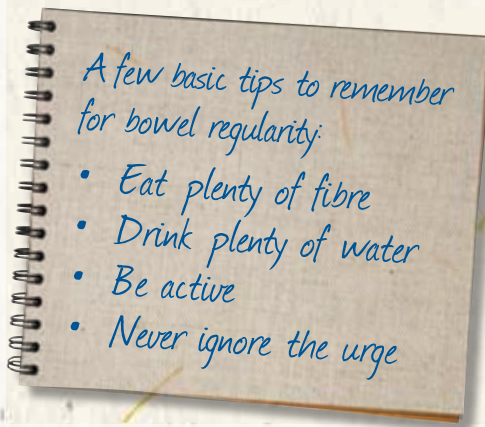 A few basic tips to remember
for bowel regularity:
• Eat plenty of fibre
• Drink plenty of water
• Be active
• Never ignore the urge